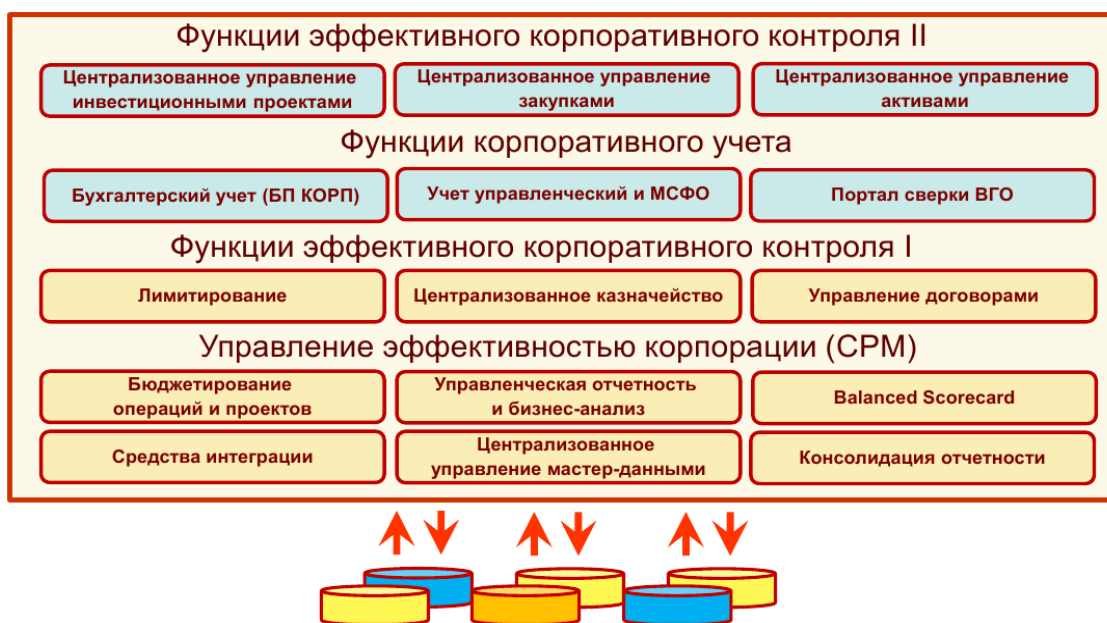 Функции эффективного корпоративного контроля II
Централизованное управление
инвестиционными проектами
Централизованное управление
закупками
Централизованное управление
активами
Функции корпоративного учета
Бухгалтерский учет (БП КОРП)
Учет управленческий и МСФО
Портал сверки ВГО
Функции эффективного корпоративного контроля I
Лимитирование
Централизованное казначейство
Управление договорами
Управление эффективностью корпорации (CPM)
Бюджетирование
операций и проектов
Управленческая отчетность
и бизнес-анализ
Balanced Scorecard
Средства интеграции
Централизованное
управление мастер-данными
Консолидация отчетности